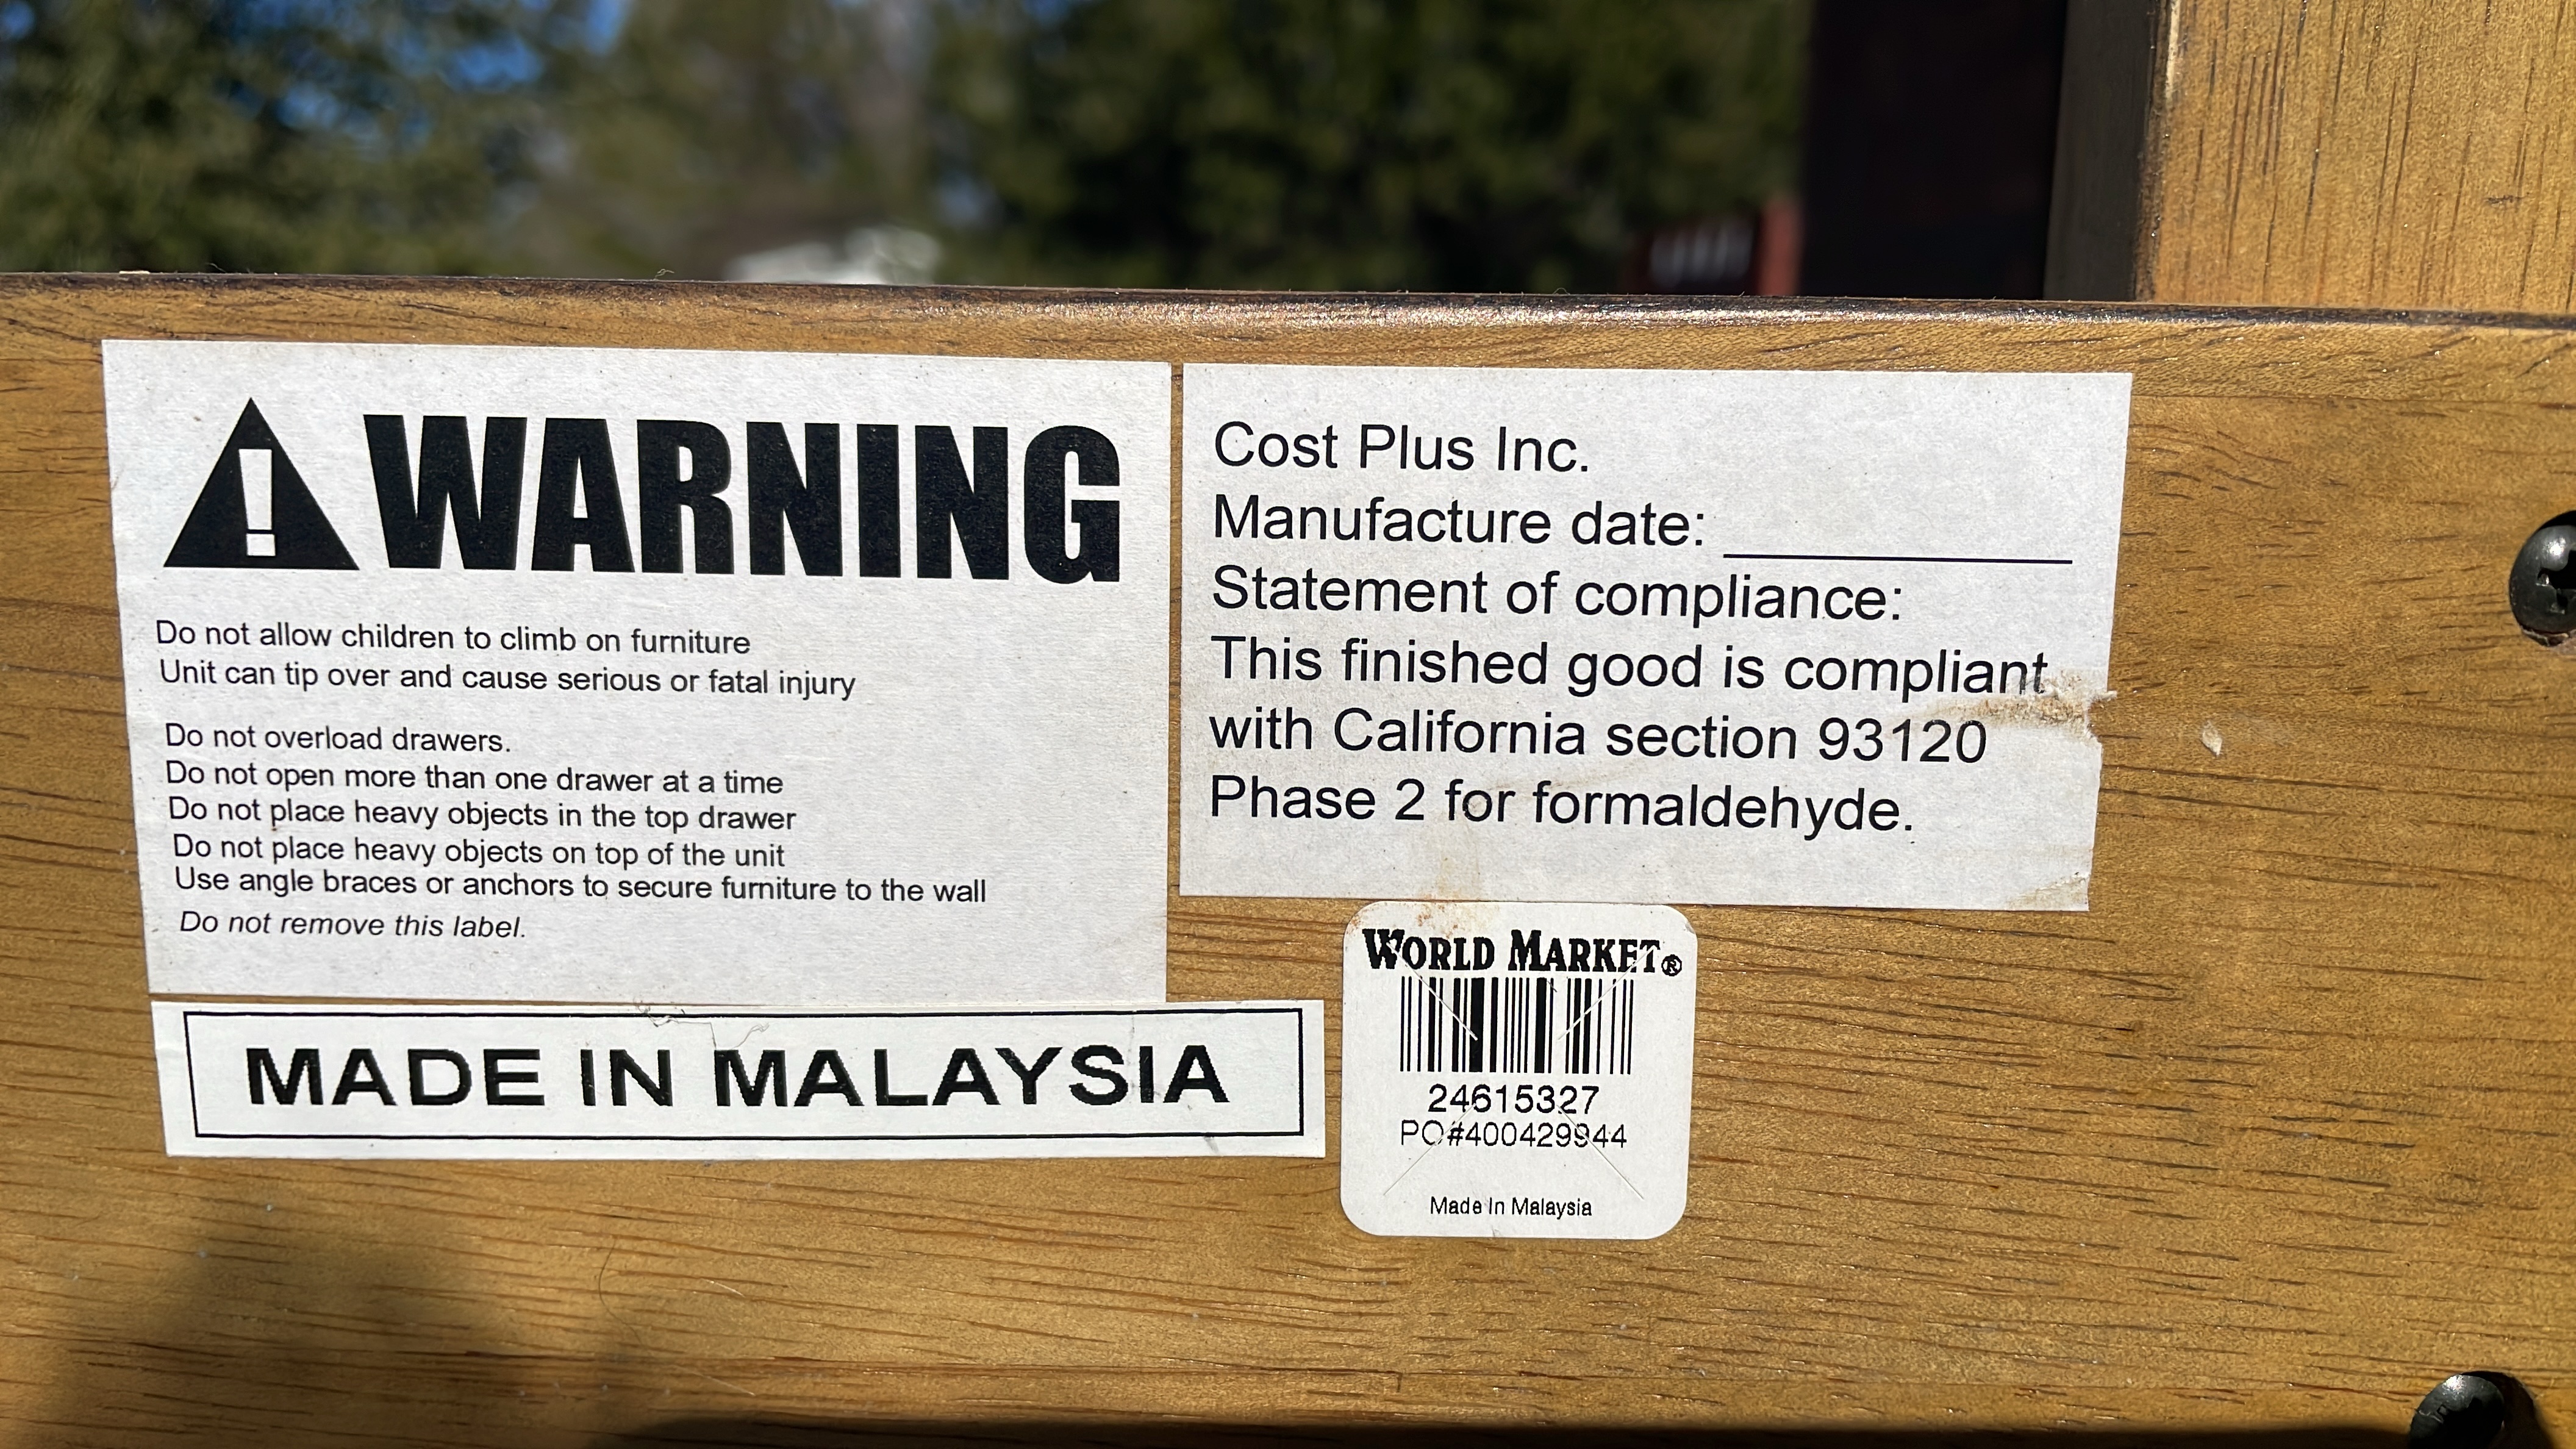 WARNING
Do not allow children to climb on furniture
Unit can tip over and cause serious or fatal injury
Do not overload drawers.
Do not open more than one drawer at a time
Do not place heavy objects in the top drawer
Do not place heavy objects on top of the unit
Use angle braces or anchors to secure furniture to the wall
Do not remove this label.
MADE IN MALAYSIA
Cost Plus Inc.
Manufacture date:
Statement of compliance:
This finished good is compliant
with California section 93120
Phase 2 for formaldehyde.
WORLD MARKET®
24615327
PO#400429944
Made In Malaysia